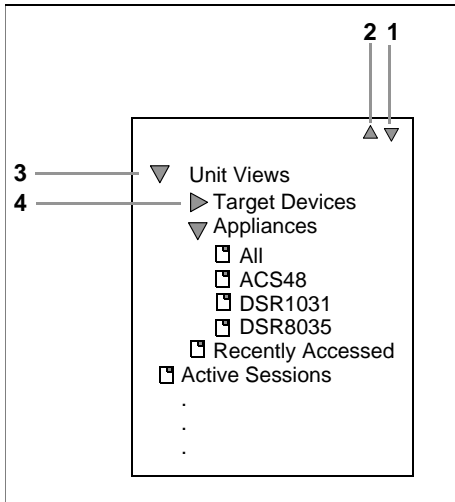 2 1
3
Unit Views
4
Target Devices
Appliances
All
ACS48
DSR1031
DSR8035
Recently Accessed
Active Sessions
.
.
.